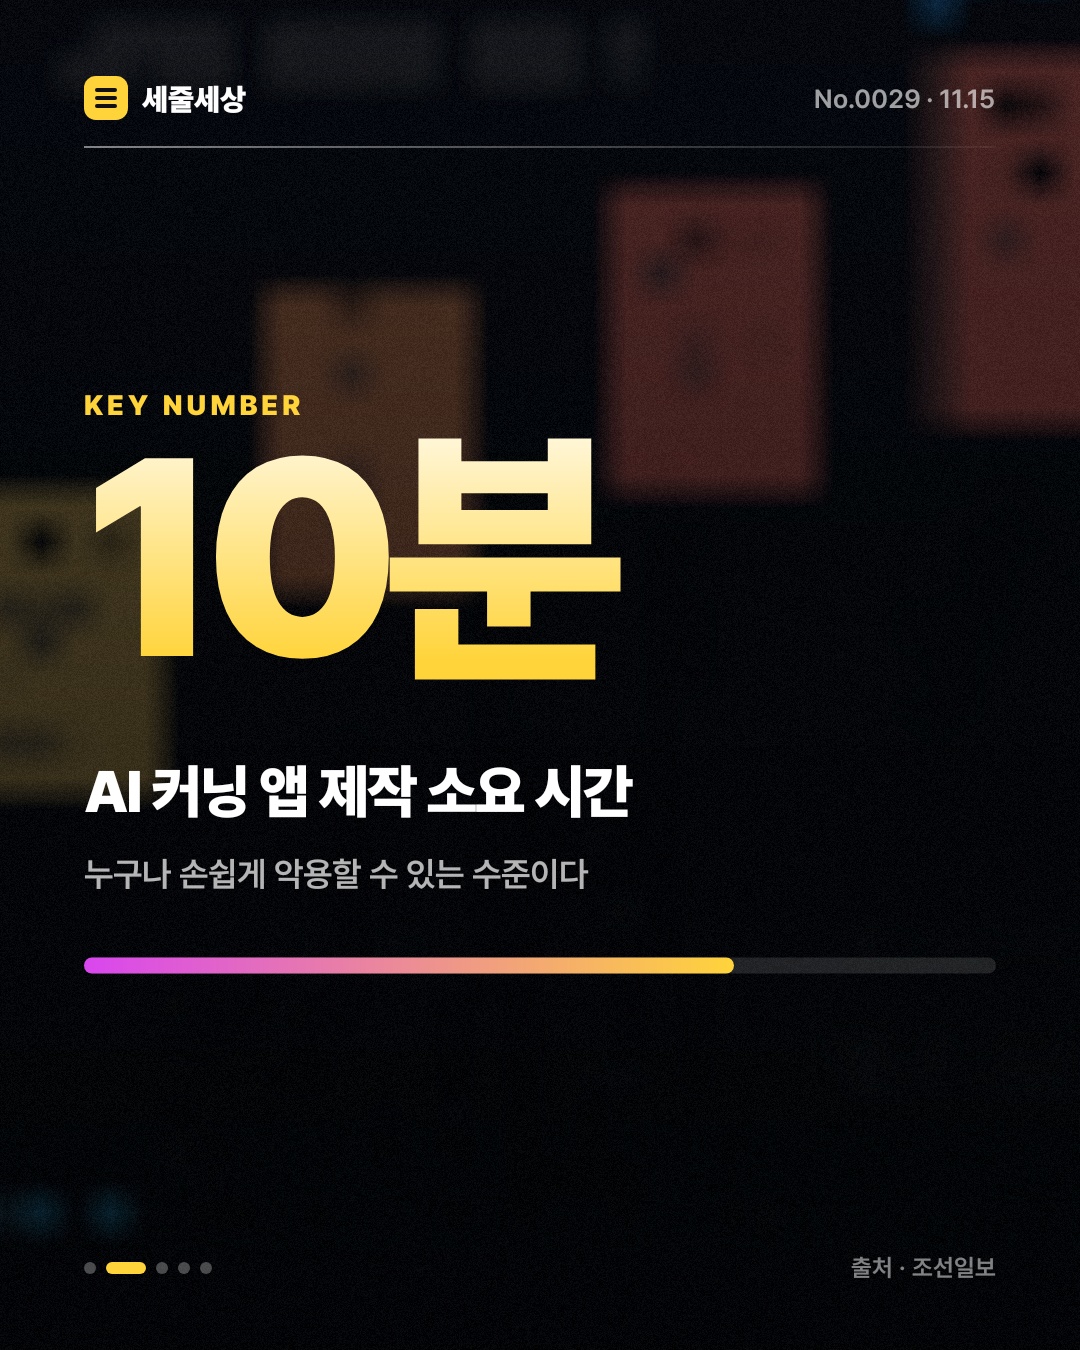 세줄세상
No.0029 · 11.15
KEY NUMBER
10분
AI 커닝 앱 제작 소요 시간
누구나 손쉽게 악용할 수 있는 수준이다
출처 · 조선일보